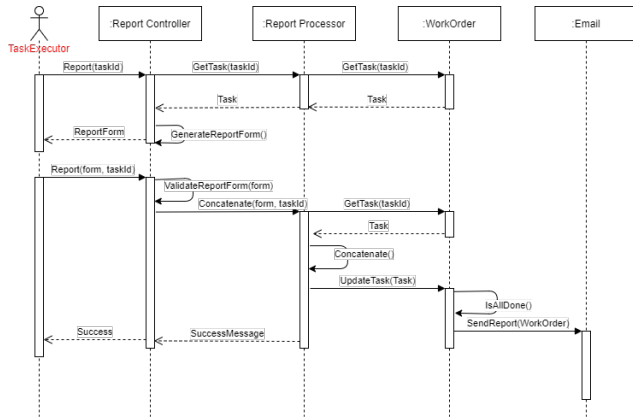 :Report Controller
:Report Processor
:WorkOrder
:Email
TaskExecutor
Report(taskId)
GetTask(taskId)
GetTask(taskId)
Task
Task
ReportForm
GenerateReportForm()
Report(form, taskId)
ValidateReportForm(form)
Concatenate(form, taskId)
GetTask(taskId)
Task
Concatenate()
UpdateTask(Task)
IsAllDone()
SendReport(WorkOrder)
Success
SuccessMessage